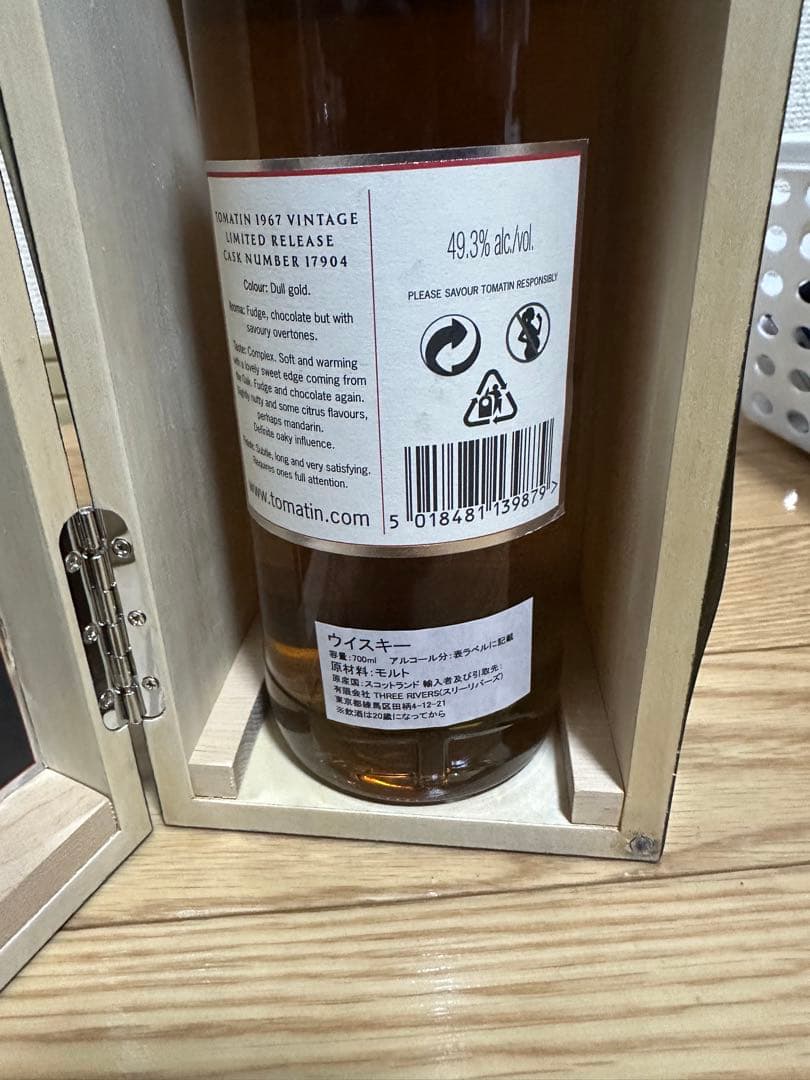 TOMATIN 1967 VINTAGE
LIMITED RELEASE
CASK NUMBER 17904
Colour: Dull gold.
Aroma: Fudge, chocolate but with
savoury overtones.
Taste: Complex. Soft and warming
with a lovely sweet edge coming from
the Oak. Fudge and chocolate again.
Slightly nutty and some citrus flavours,
perhaps mandarin.
Definite oaky influence.
Finish: Subtle, long and very satisfying.
Requires ones full attention.
www.tomatin.com
49.3% alc./vol.
PLEASE SAVOUR TOMATIN RESPONSIBLY
5 018481 139879 >
ウイスキー
容量:700ml アルコール分:表ラベルに記載
原材料:モルト
原産国:スコットランド 輸入者及び引取先:
有限会社 THREE RIVERS(スリーリバーズ)
東京都練馬区田柄4-12-21
※飲酒は20歳になってから